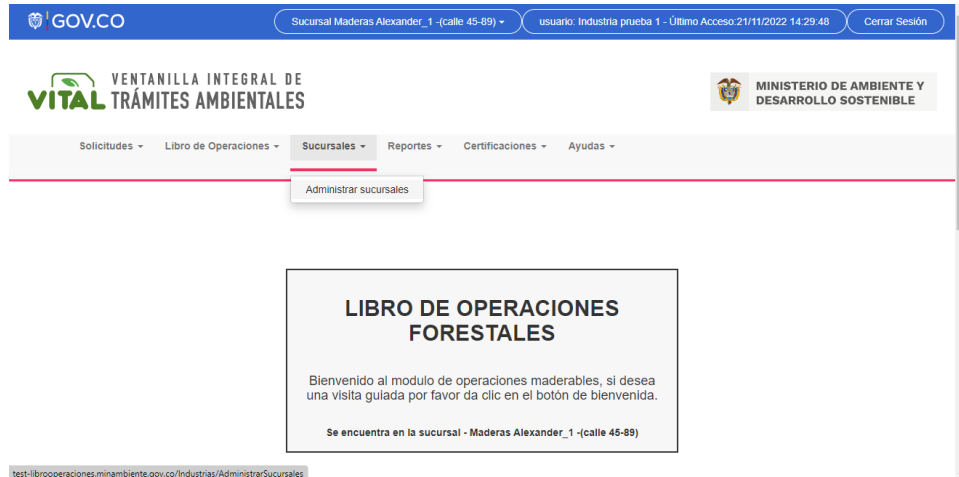 GOV.CO
Sucursal Maderas Alexander_1 -(calle 45-89)
usuario: Industria prueba 1 - Último Acceso:21/11/2022 14:29:48
Cerrar Sesión
VITAL
VENTANILLA INTEGRAL DE
TRÁMITES AMBIENTALES
MINISTERIO DE AMBIENTE Y
DESARROLLO SOSTENIBLE
Solicitudes
Libro de Operaciones
Sucursales
Reportes
Certificaciones
Ayudas
Administrar sucursales
LIBRO DE OPERACIONES
FORESTALES
Bienvenido al modulo de operaciones maderables, si desea
una visita guiada por favor da clic en el botón de bienvenida.
Se encuentra en la sucursal - Maderas Alexander_1 -(calle 45-89)
test-librooperaciones.minambiente.gov.co/Industrias/AdministrarSucursales